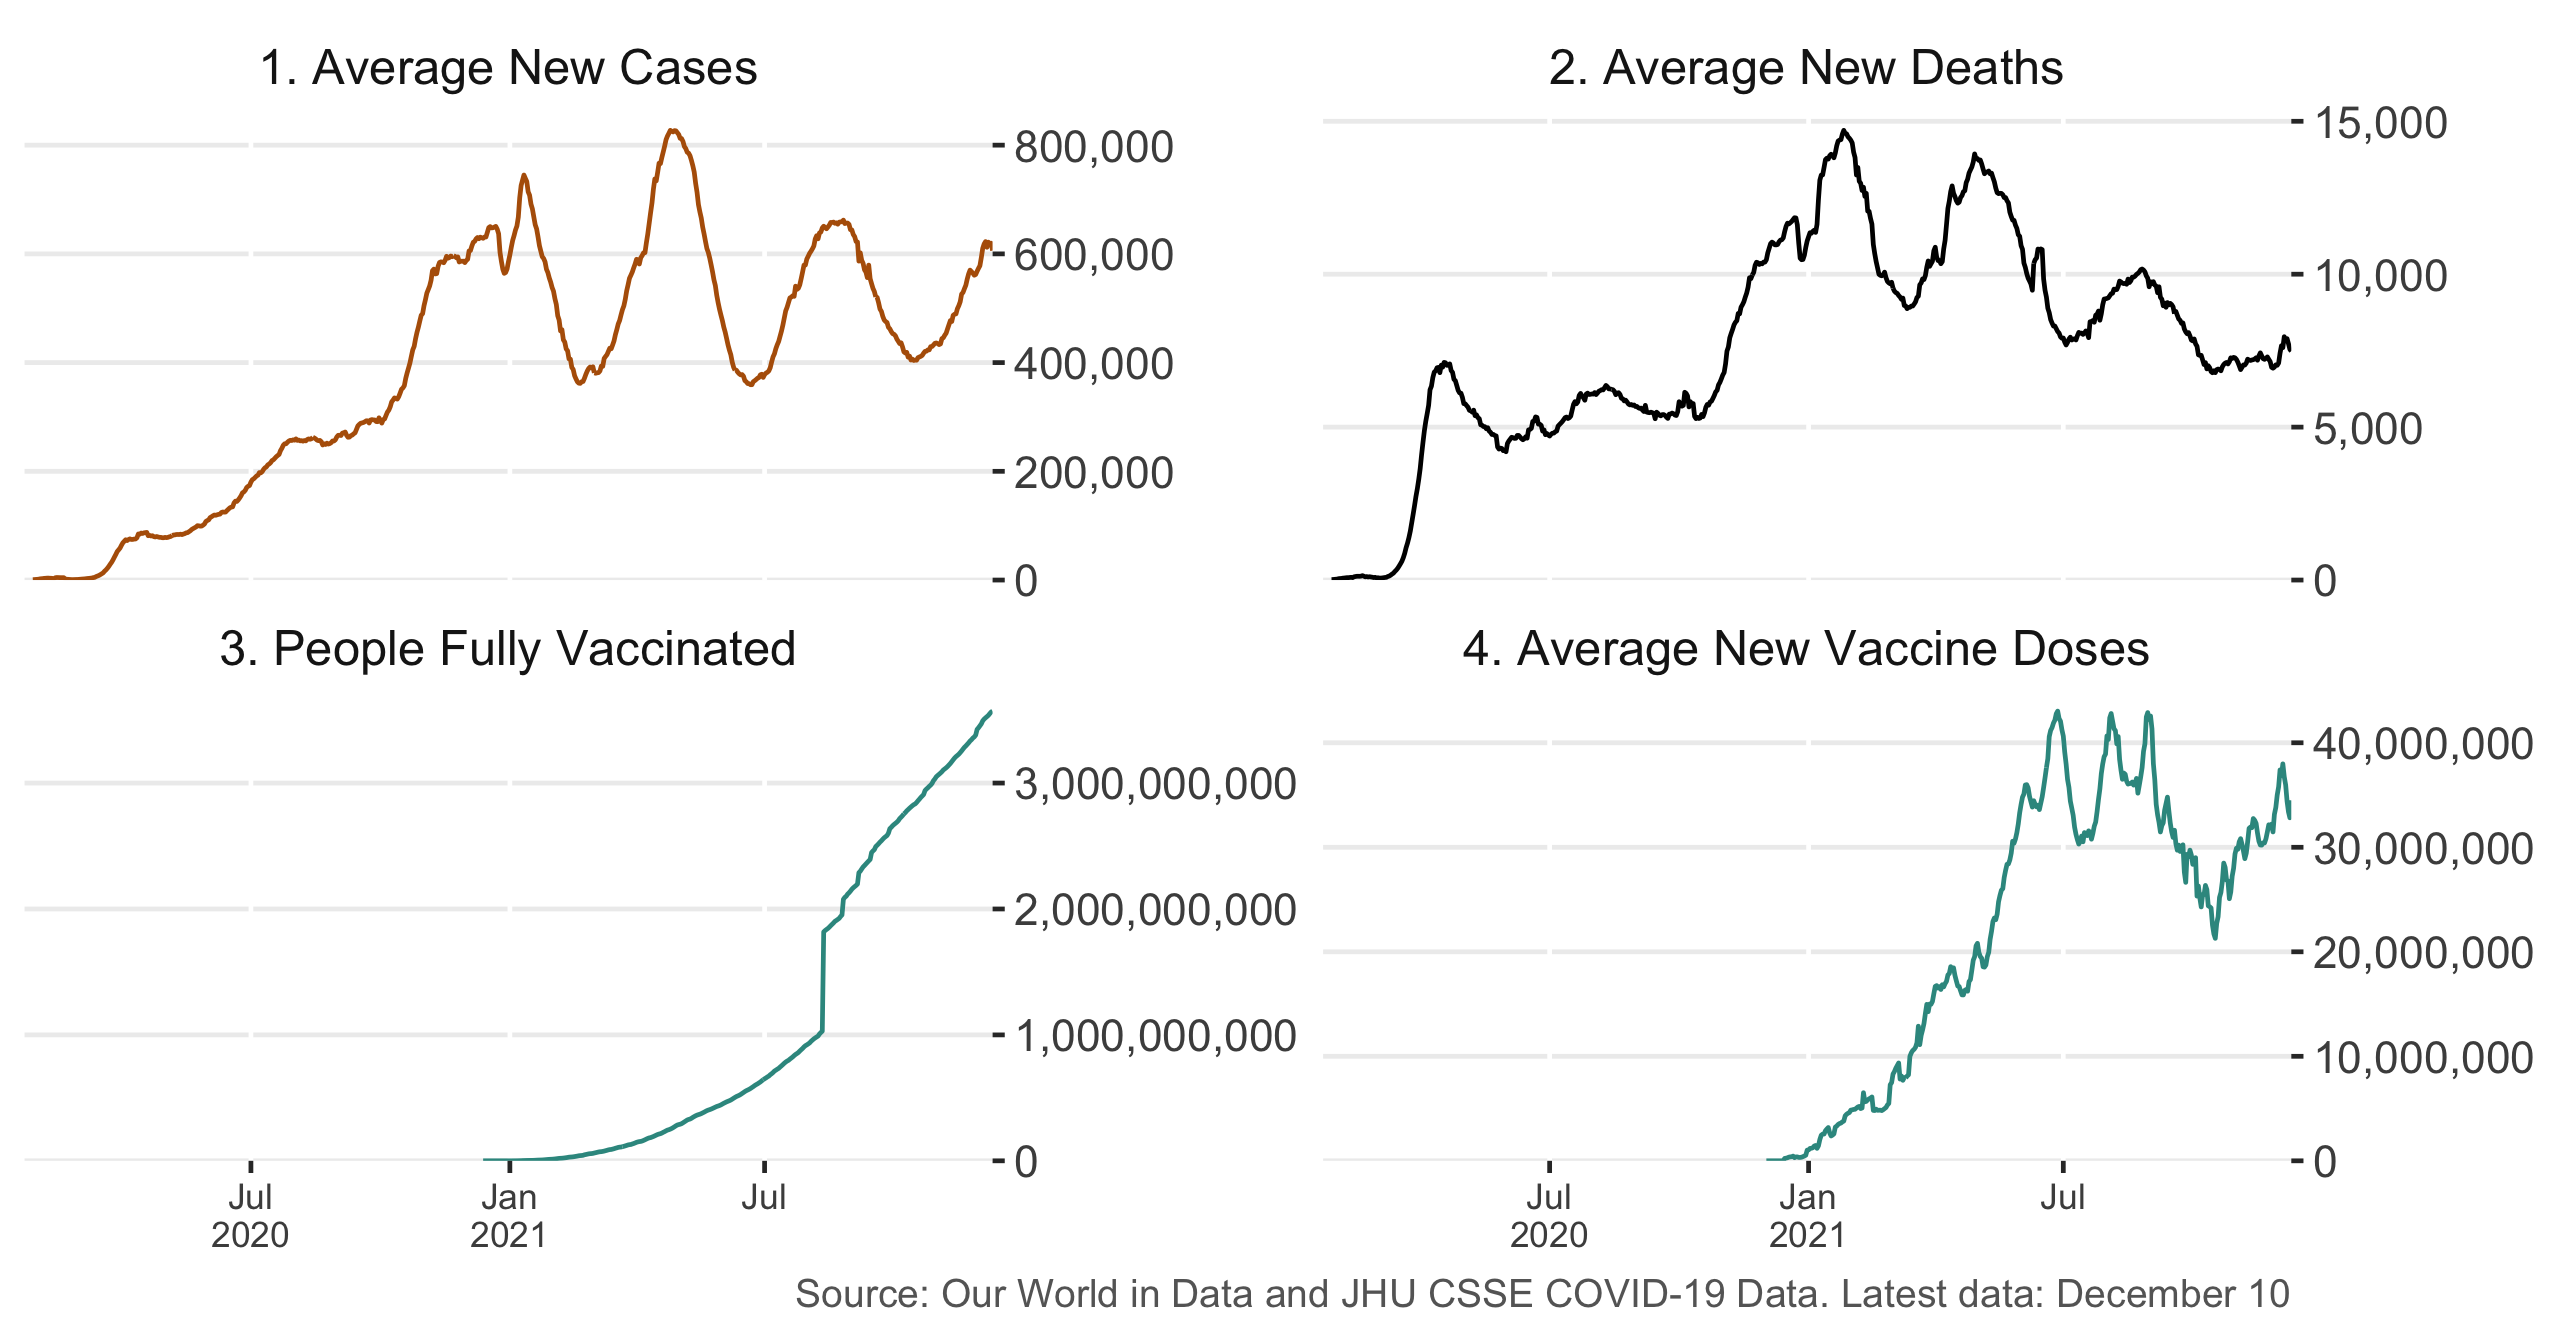 1. Average New Cases
800,000
600,000
400,000
200,000
0
2. Average New Deaths
15,000
10,000
5,000
0
3. People Fully Vaccinated
3,000,000,000
2,000,000,000
1,000,000,000
0
Jul
2020
Jan
2021
Jul
4. Average New Vaccine Doses
40,000,000
30,000,000
20,000,000
10,000,000
0
Jul
2020
Jan
2021
Jul
Source: Our World in Data and JHU CSSE COVID-19 Data. Latest data: December 10